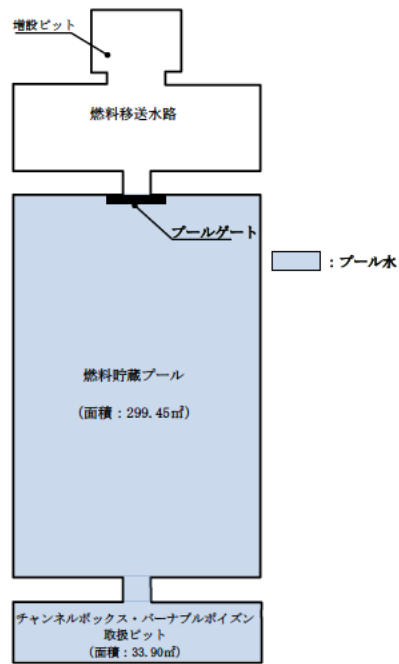 増設ピット
燃料移送水路
プールゲート
：プール水
燃料貯蔵プール
(面積：299.45㎡)
チャンネルボックス・バーナブルポイズン
取扱ピット
(面積：33.90㎡)